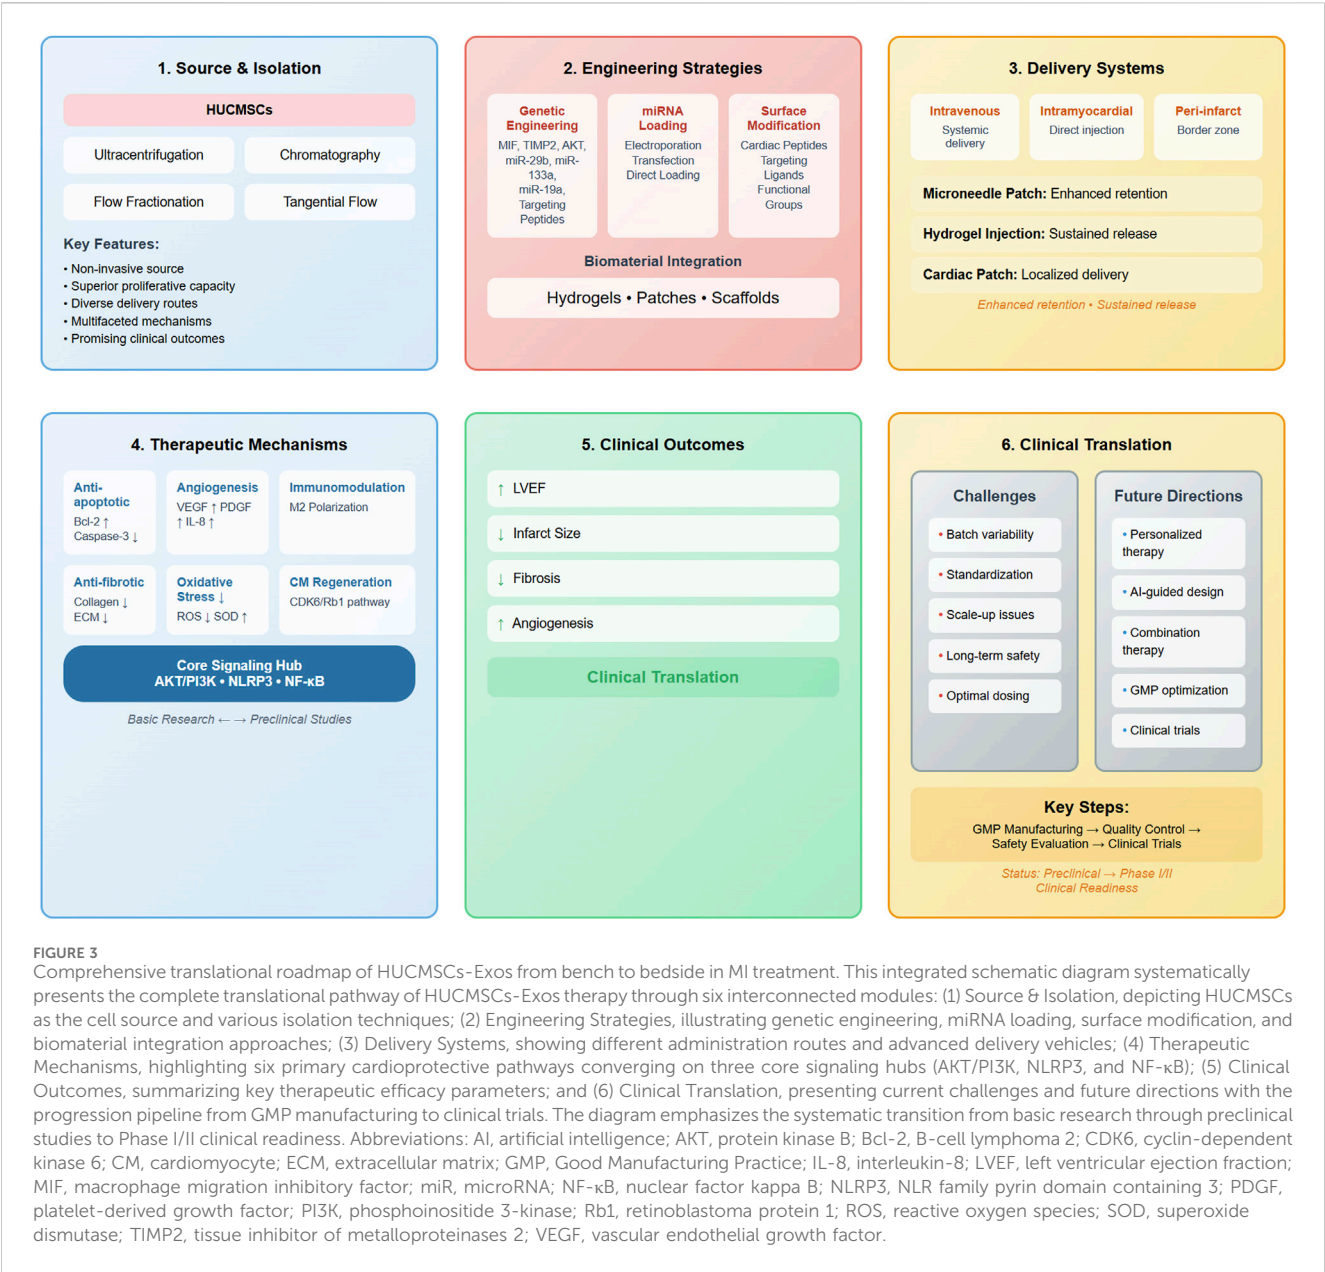 1. Source & Isolation
HUCMSCs
Ultracentrifugation
Chromatography
Flow Fractionation
Tangential Flow
Key Features:
• Non-invasive source
• Superior proliferative capacity
• Diverse delivery routes
• Multifaceted mechanisms
• Promising clinical outcomes
2. Engineering Strategies
Genetic
Engineering
MIF, TIMP2, AKT,
miR-29b, miR-
133a,
miR-19a,
Targeting
Peptides
miRNA
Loading
Electroporation
Transfection
Direct Loading
Surface
Modification
Cardiac Peptides
Targeting
Ligands
Functional
Groups
Biomaterial Integration
Hydrogels • Patches • Scaffolds
3. Delivery Systems
Intravenous
Systemic
delivery
Intramyocardial
Direct injection
Peri-infarct
Border zone
Microneedle Patch: Enhanced retention
Hydrogel Injection: Sustained release
Cardiac Patch: Localized delivery
Enhanced retention • Sustained release
4. Therapeutic Mechanisms
Anti-
apoptotic
Bcl-2 ↑
Caspase-3 ↓
Angiogenesis
VEGF ↑ PDGF
↑ IL-8 ↑
Immunomodulation
M2 Polarization
Anti-fibrotic
Collagen ↓
ECM ↓
Oxidative
Stress ↓
ROS ↓ SOD ↑
CM Regeneration
CDK6/Rb1 pathway
Core Signaling Hub
AKT/PI3K • NLRP3 • NF-κB
Basic Research ← → Preclinical Studies
5. Clinical Outcomes
↑ LVEF
↓ Infarct Size
↓ Fibrosis
↑ Angiogenesis
Clinical Translation
6. Clinical Translation
Challenges
• Batch variability
• Standardization
• Scale-up issues
• Long-term safety
• Optimal dosing
Future Directions
• Personalized
therapy
• AI-guided design
• Combination
therapy
• GMP optimization
• Clinical trials
Key Steps:
GMP Manufacturing → Quality Control →
Safety Evaluation → Clinical Trials
Status: Preclinical → Phase I/II
Clinical Readiness
FIGURE 3
Comprehensive translational roadmap of HUCMSCs-Exos from bench to bedside in MI treatment. This integrated schematic diagram systematically
presents the complete translational pathway of HUCMSCs-Exos therapy through six interconnected modules: (1) Source & Isolation, depicting HUCMSCs
as the cell source and various isolation techniques; (2) Engineering Strategies, illustrating genetic engineering, miRNA loading, surface modification, and
biomaterial integration approaches; (3) Delivery Systems, showing different administration routes and advanced delivery vehicles; (4) Therapeutic
Mechanisms, highlighting six primary cardioprotective pathways converging on three core signaling hubs (AKT/PI3K, NLRP3, and NF-κB); (5) Clinical
Outcomes, summarizing key therapeutic efficacy parameters; and (6) Clinical Translation, presenting current challenges and future directions with the
progression pipeline from GMP manufacturing to clinical trials. The diagram emphasizes the systematic transition from basic research through preclinical
studies to Phase I/II clinical readiness. Abbreviations: AI, artificial intelligence; AKT, protein kinase B; Bcl-2, B-cell lymphoma 2; CDK6, cyclin-dependent
kinase 6; CM, cardiomyocyte; ECM, extracellular matrix; GMP, Good Manufacturing Practice; IL-8, interleukin-8; LVEF, left ventricular ejection fraction;
MIF, macrophage migration inhibitory factor; miR, microRNA; NF-κB, nuclear factor kappa B; NLRP3, NLR family pyrin domain containing 3; PDGF,
platelet-derived growth factor; PI3K, phosphoinositide 3-kinase; Rb1, retinoblastoma protein 1; ROS, reactive oxygen species; SOD, superoxide
dismutase; TIMP2, tissue inhibitor of metalloproteinases 2; VEGF, vascular endothelial growth factor.